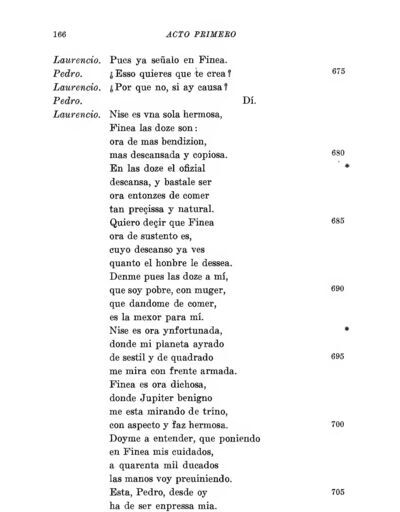 166 ACTO PRIMERO
Laurencio. Pues ya señalo en Finea.
Pedro. ¿Esso quieres que te crea? 675
Laurencio. ¿Por que no, si ay causa?
Pedro. Dí.
Laurencio. Nise es vna sola hermosa,
Finea las doze son:
ora de mas bendizion,
mas descansada y copiosa. 680
En las doze el ofizial *
descansa, y bastale ser
ora entonzes de comer
tan preçissa y natural.
Quiero deçir que Finea 685
ora de sustento es,
cuyo descanso ya ves
quanto el honbre le dessea.
Denme pues las doze a mí,
que soy pobre, con muger, 690
que dandome de comer,
es la mexor para mí.
Nise es ora ynfortunada, *
donde mi planeta ayrado
de sestil y de quadrado 695
me mira con frente armada.
Finea es ora dichosa,
donde Jupiter benigno
me esta mirando de trino,
con aspecto y faz hermosa. 700
Doyme a entender, que poniendo
en Finea mis cuidados,
a quarenta mil ducados
las manos voy preuiniendo.
Esta, Pedro, desde oy 705
ha de ser enpressa mia.